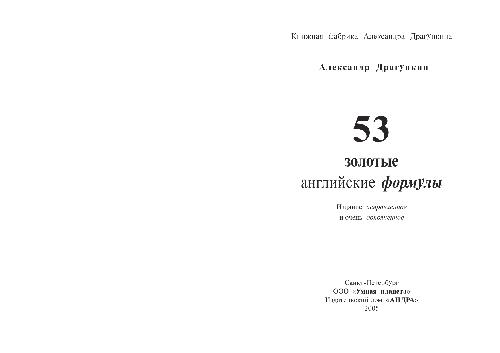 Книжная фабрика Александра Драгункина
Александр Драгункин
53
золотые
английские формулы
Издание исправленное
и очень дополненное
Санкт-Петербург
ООО «Умная планета»
Издательский дом «АНДРА»
2005